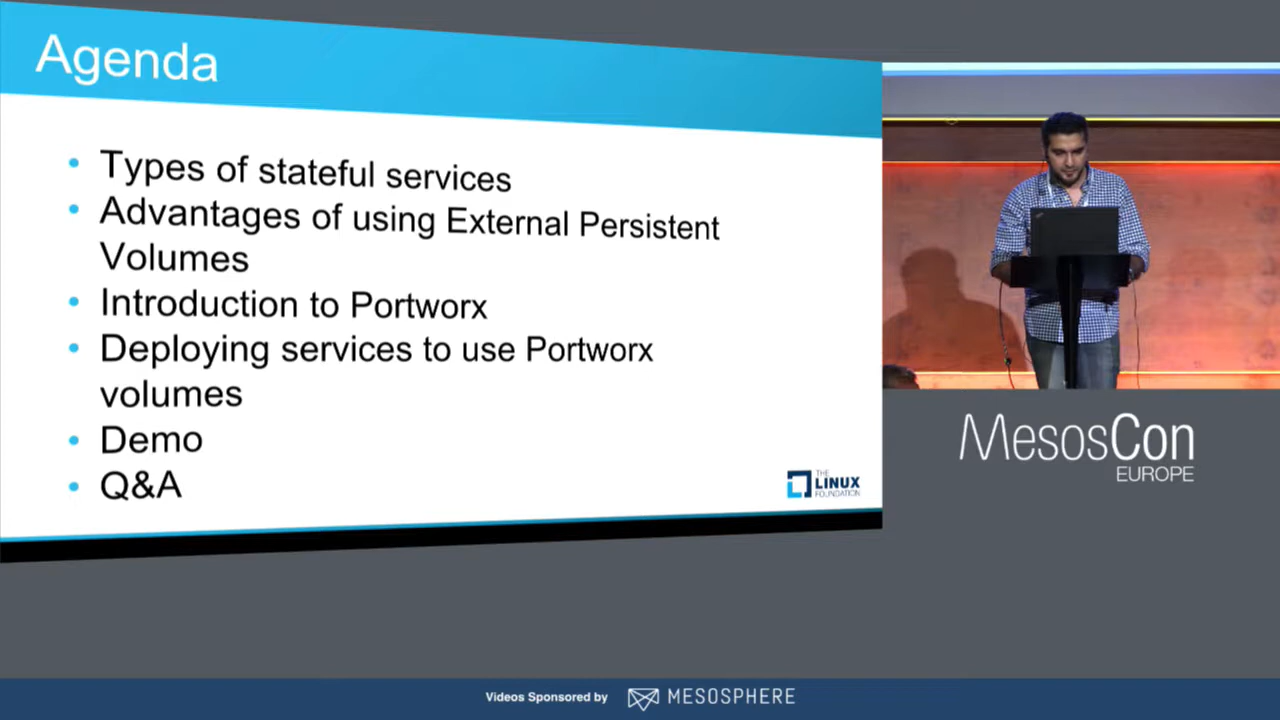 Agenda
• Types of stateful services
• Advantages of using External Persistent
Volumes
• Introduction to Portworx
• Deploying services to use Portworx
volumes
• Demo
• Q&A
THE
LINUX
FOUNDATION
MesosCon
EUROPE
Videos Sponsored by MESOSPHERE